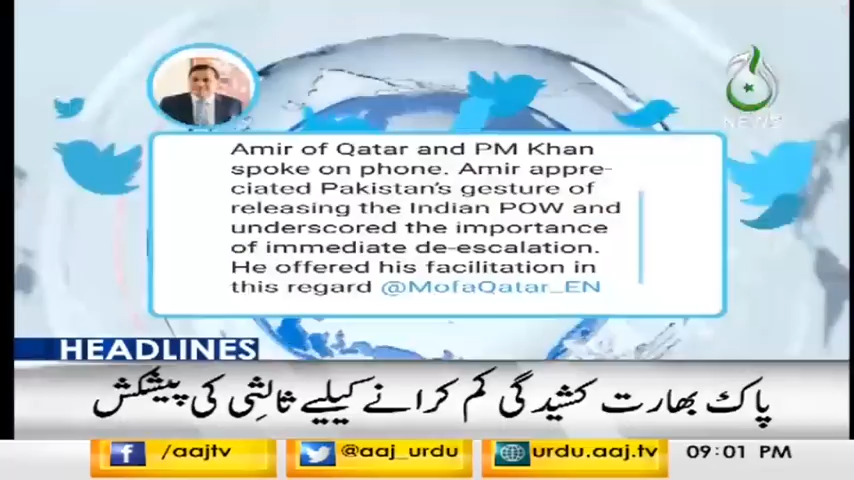 NEWS
Amir of Qatar and PM Khan
spoke on phone. Amir appre-
ciated Pakistan's gesture of
releasing the Indian POW and
underscored the importance
of immediate de-escalation.
He offered his facilitation in
this regard @MofaQatar_EN
HEADLINES
پاک بھارت کشیدگی کم کرانے کیلیے ثالثی کی پیشکش
/aajtv
@aaj_urdu
urdu.aaj.tv
09:01 PM